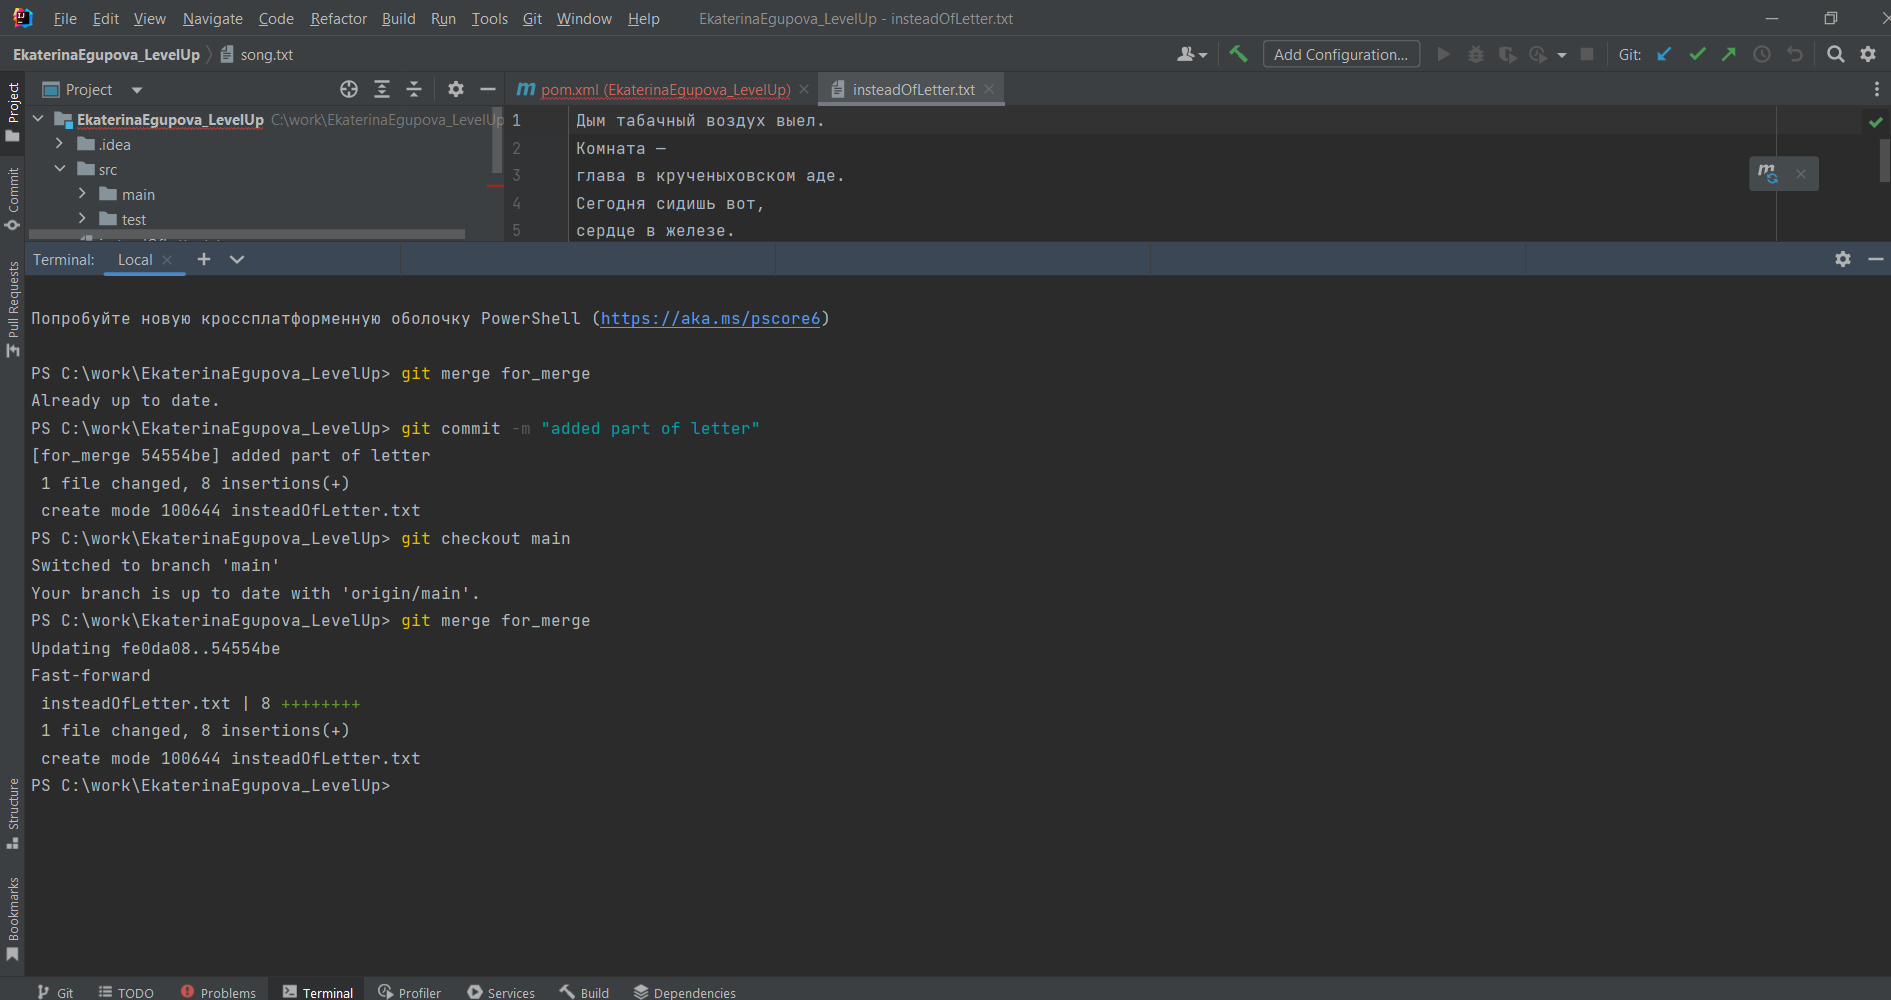 File Edit View Navigate Code Refactor Build Run Tools Git Window Help EkaterinaEgupova_LevelUp - insteadOfLetter.txt
EkaterinaEgupova_LevelUp song.txt Add Configuration... Git:
Project
Project
pom.xml (EkaterinaEgupova_LevelUp)
insteadOfLetter.txt
EkaterinaEgupova_LevelUp C:\work\EkaterinaEgupova_LevelUp
.idea
src
main
test
1 Дым табачный воздух выел.
2 Комната —
3 глава в крученыховском аде.
4 Сегодня сидишь вот,
5 сердце в железе.
Commit
Pull Requests
Terminal: Local
Попробуйте новую кроссплатформенную оболочку PowerShell (https://aka.ms/pscore6)
PS C:\work\EkaterinaEgupova_LevelUp> git merge for_merge
Already up to date.
PS C:\work\EkaterinaEgupova_LevelUp> git commit -m "added part of letter"
[for_merge 54554be] added part of letter
1 file changed, 8 insertions(+)
create mode 100644 insteadOfLetter.txt
PS C:\work\EkaterinaEgupova_LevelUp> git checkout main
Switched to branch 'main'
Your branch is up to date with 'origin/main'.
PS C:\work\EkaterinaEgupova_LevelUp> git merge for_merge
Updating fe0da08..54554be
Fast-forward
insteadOfLetter.txt | 8 ++++++++
1 file changed, 8 insertions(+)
create mode 100644 insteadOfLetter.txt
PS C:\work\EkaterinaEgupova_LevelUp>
Structure
Bookmarks
Git TODO Problems Terminal Profiler Services Build Dependencies